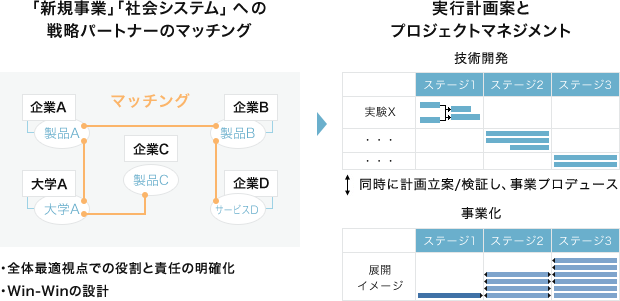 「新規事業」「社会システム」への
戦略パートナーのマッチング
マッチング
企業A
製品A
企業B
製品B
企業C
製品C
大学A
大学A
企業D
サービスD
・全体最適視点での役割と責任の明確化
・Win-Winの設計
実行計画案と
プロジェクトマネジメント
技術開発
ステージ1 ステージ2 ステージ3
実験X
・・・
・・・
同時に計画立案/検証し、事業プロデュース
事業化
ステージ1 ステージ2 ステージ3
展開
イメージ